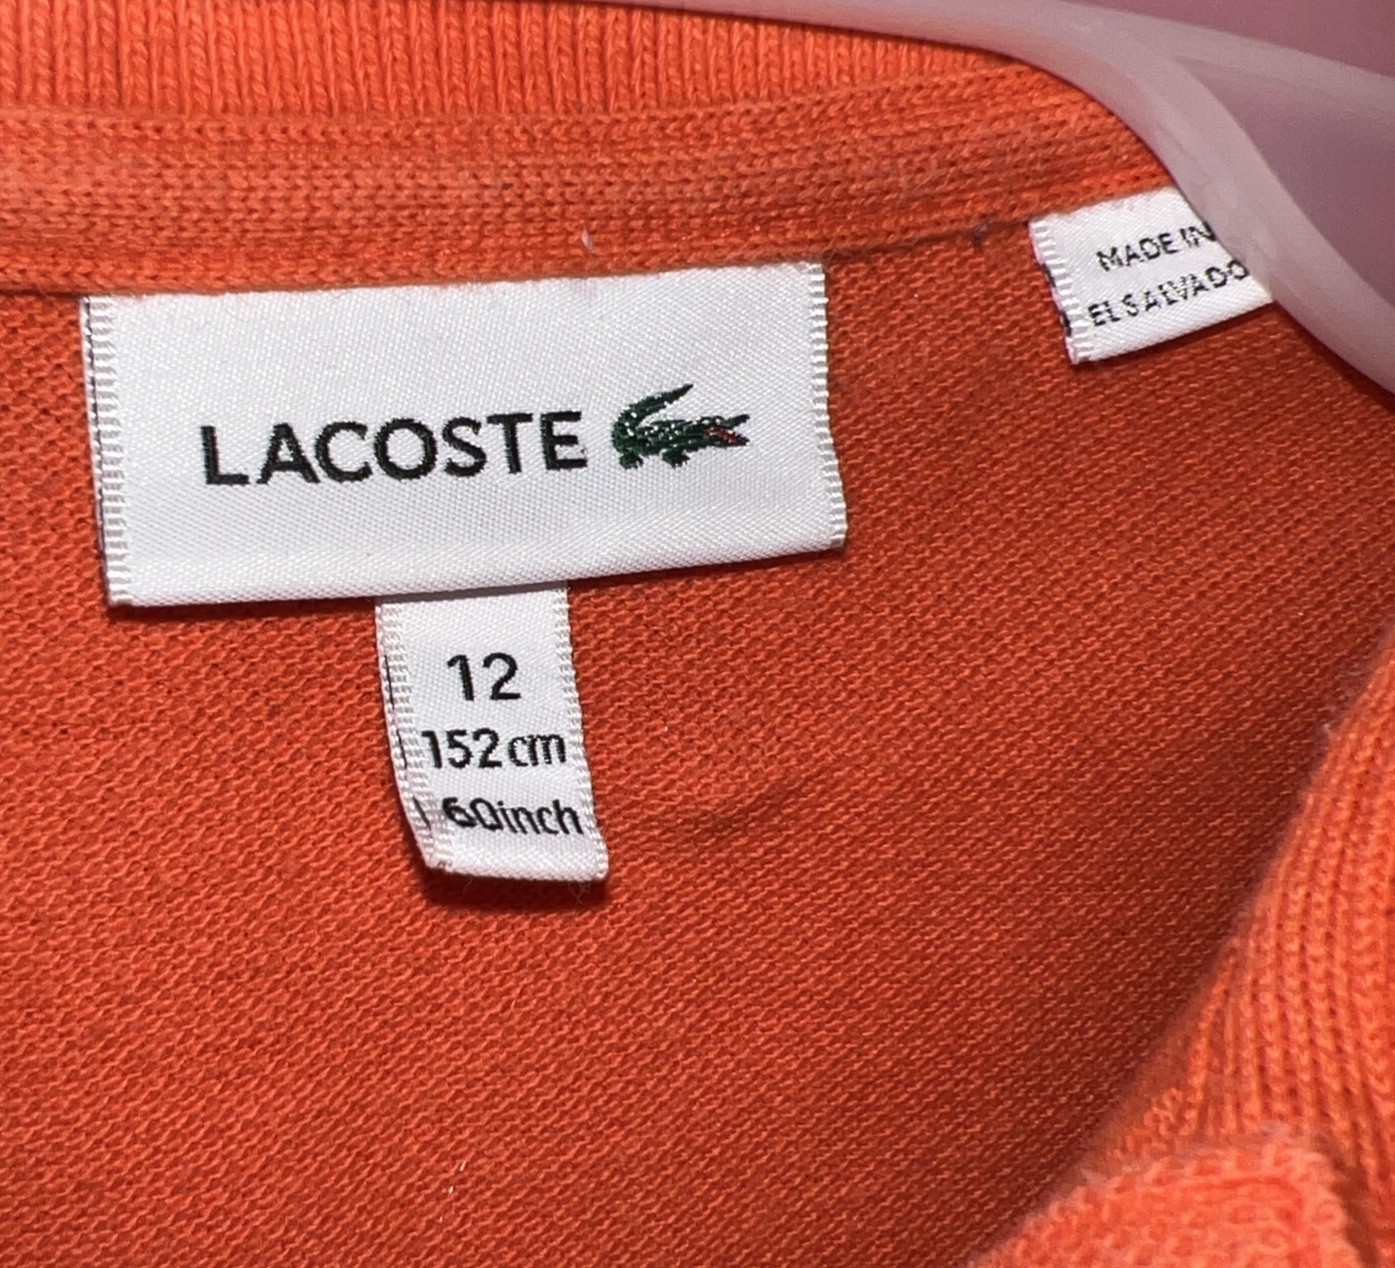 MADE IN
EL SALVADO
LACOSTE
12
152cm
60inch